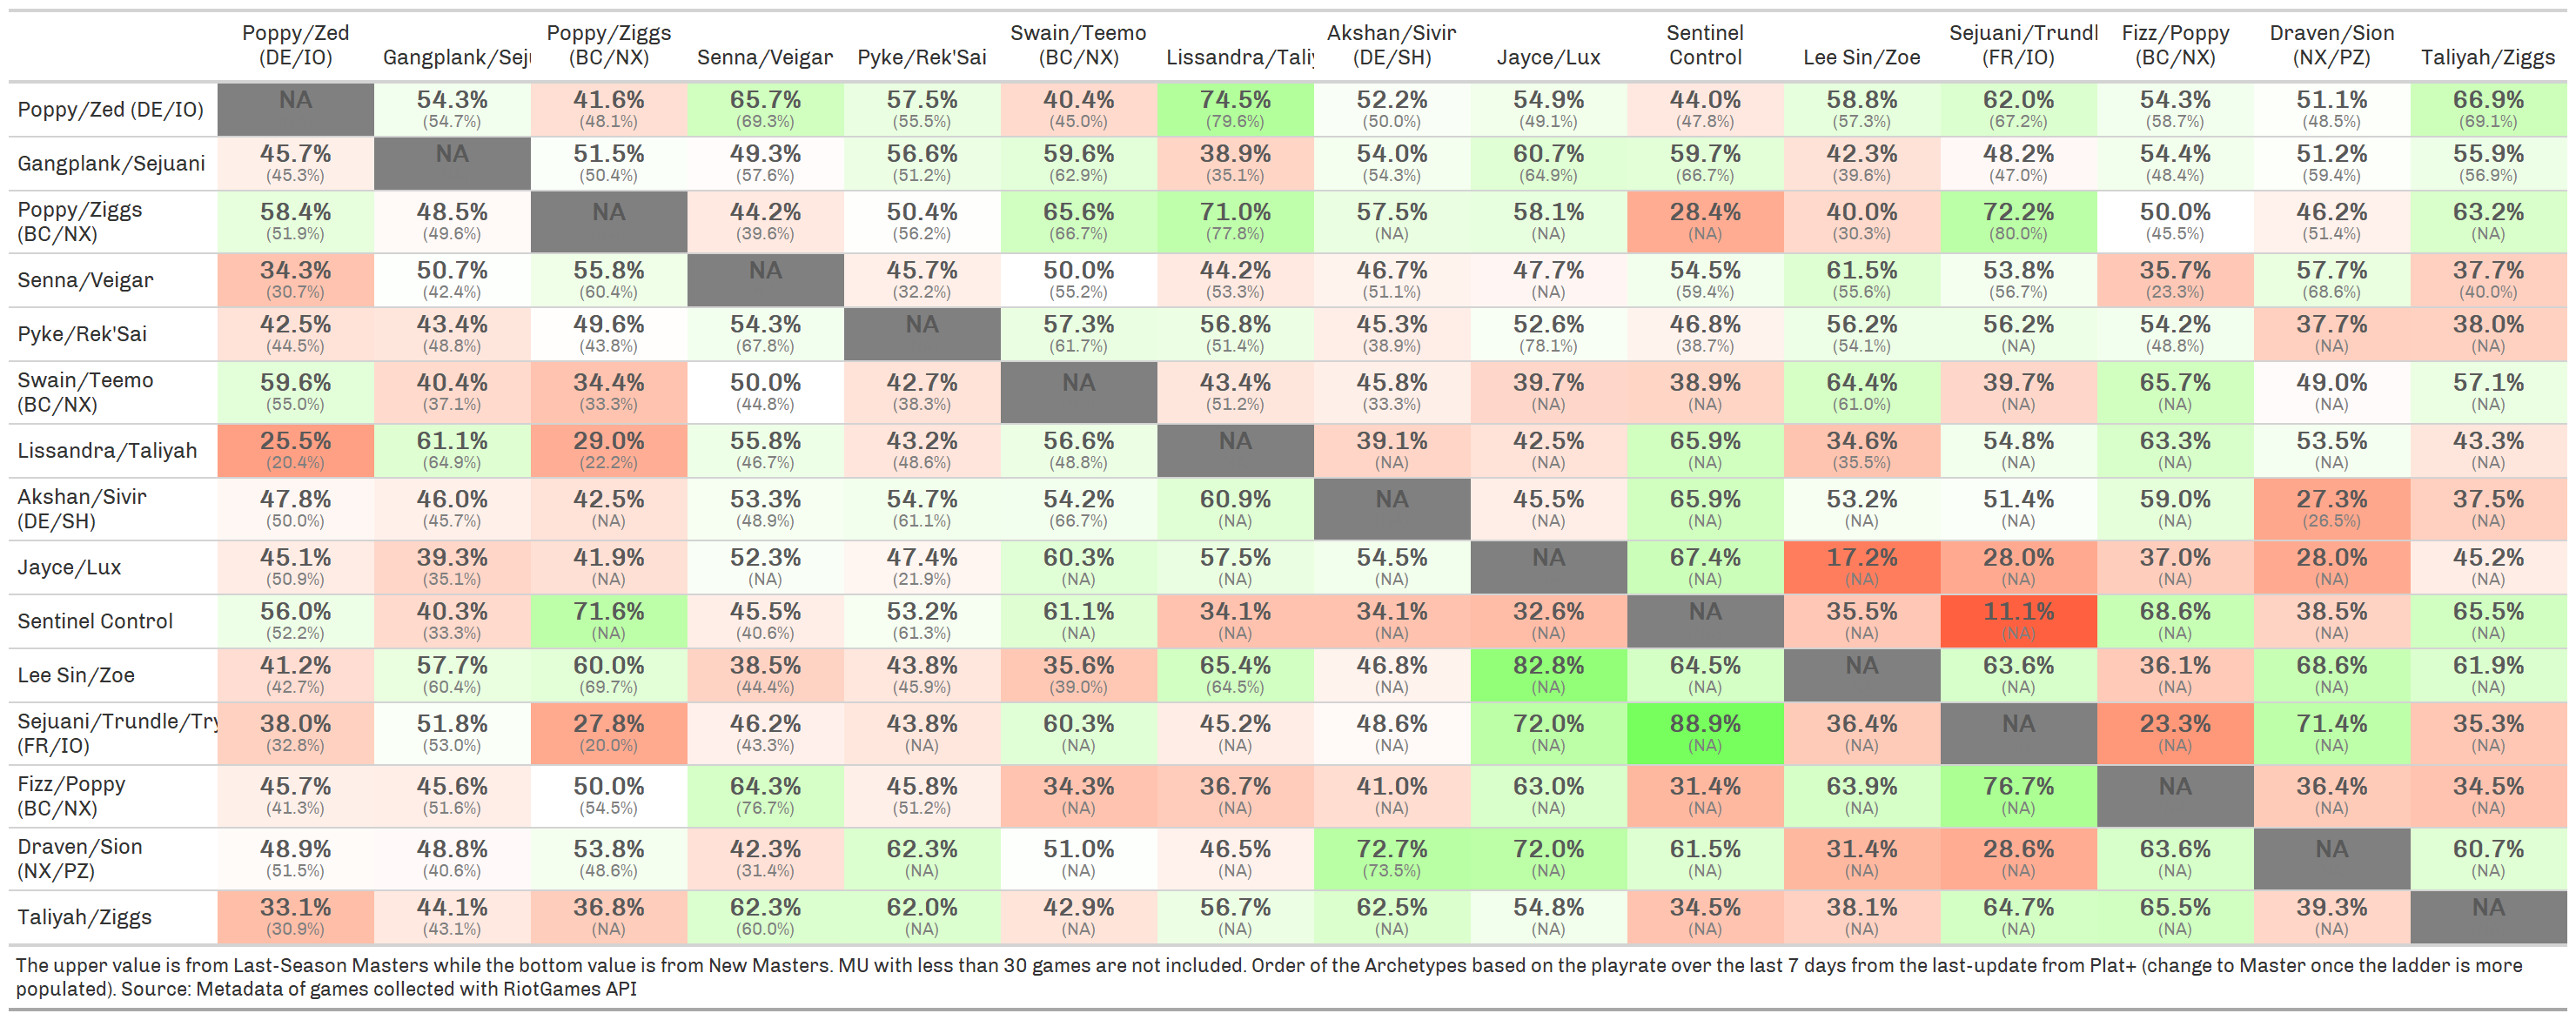 Poppy/Zed (DE/IO) Gangplank/Sej Poppy/Ziggs (BC/NX) Senna/Veigar Pyke/Rek'Sai Swain/Teemo (BC/NX) Lissandra/Taliy Akshan/Sivir (DE/SH) Jayce/Lux Sentinel Control Lee Sin/Zoe Sejuani/Trundl (FR/IO) Fizz/Poppy (BC/NX) Draven/Sion (NX/PZ) Taliyah/Ziggs
Poppy/Zed (DE/IO) NA 54.3% 41.6% 65.7% 57.5% 40.4% 74.5% 52.2% 54.9% 44.0% 58.8% 62.0% 54.3% 51.1% 66.9%
(54.7%) (48.1%) (69.3%) (55.5%) (45.0%) (79.6%) (50.0%) (49.1%) (47.8%) (57.3%) (67.2%) (58.7%) (48.5%) (69.1%)
Gangplank/Sejuani 45.7% NA 51.5% 49.3% 56.6% 59.6% 38.9% 54.0% 60.7% 59.7% 42.3% 48.2% 54.4% 51.2% 55.9%
(45.3%) (50.4%) (57.6%) (51.2%) (62.9%) (35.1%) (54.3%) (64.9%) (66.7%) (39.6%) (47.0%) (48.4%) (59.4%) (56.9%)
Poppy/Ziggs 58.4% 48.5% NA 44.2% 50.4% 65.6% 71.0% 57.5% 58.1% 28.4% 40.0% 72.2% 50.0% 46.2% 63.2%
(BC/NX) (51.9%) (49.6%) (39.6%) (56.2%) (66.7%) (77.8%) (NA) (NA) (NA) (30.3%) (80.0%) (45.5%) (51.4%) (NA)
Senna/Veigar 34.3% 50.7% 55.8% NA 45.7% 50.0% 44.2% 46.7% 47.7% 54.5% 61.5% 53.8% 35.7% 57.7% 37.7%
(30.7%) (42.4%) (60.4%) (32.2%) (55.2%) (53.3%) (51.1%) (NA) (59.4%) (55.6%) (56.7%) (23.3%) (68.6%) (40.0%)
Pyke/Rek'Sai 42.5% 43.4% 49.6% 54.3% NA 57.3% 56.8% 45.3% 52.6% 46.8% 56.2% 56.2% 54.2% 37.7% 38.0%
(44.5%) (48.8%) (43.8%) (67.8%) (61.7%) (51.4%) (38.9%) (78.1%) (38.7%) (54.1%) (NA) (48.8%) (NA) (NA)
Swain/Teemo 59.6% 40.4% 34.4% 50.0% 42.7% NA 43.4% 45.8% 39.7% 38.9% 64.4% 39.7% 65.7% 49.0% 57.1%
(BC/NX) (55.0%) (37.1%) (33.3%) (44.8%) (38.3%) (51.2%) (33.3%) (NA) (NA) (61.0%) (NA) (NA) (NA) (NA)
Lissandra/Taliyah 25.5% 61.1% 29.0% 55.8% 43.2% 56.6% NA 39.1% 42.5% 65.9% 34.6% 54.8% 63.3% 53.5% 43.3%
(20.4%) (64.9%) (22.2%) (46.7%) (48.6%) (48.8%) (NA) (NA) (NA) (35.5%) (NA) (NA) (NA) (NA)
Akshan/Sivir 47.8% 46.0% 42.5% 53.3% 54.7% 54.2% 60.9% NA 45.5% 65.9% 53.2% 51.4% 59.0% 27.3% 37.5%
(DE/SH) (50.0%) (45.7%) (NA) (48.9%) (61.1%) (66.7%) (NA) (NA) (NA) (NA) (NA) (NA) (26.5%) (NA)
Jayce/Lux 45.1% 39.3% 41.9% 52.3% 47.4% 60.3% 57.5% 54.5% NA 67.4% 17.2% 28.0% 37.0% 28.0% 45.2%
(50.9%) (35.1%) (NA) (NA) (21.9%) (NA) (NA) (NA) (NA) (NA) (NA) (NA) (NA) (NA)
Sentinel Control 56.0% 40.3% 71.6% 45.5% 53.2% 61.1% 34.1% 34.1% 32.6% NA 35.5% 11.1% 68.6% 38.5% 65.5%
(52.2%) (33.3%) (NA) (40.6%) (61.3%) (NA) (NA) (NA) (NA) (NA) (NA) (NA) (NA) (NA)
Lee Sin/Zoe 41.2% 57.7% 60.0% 38.5% 43.8% 35.6% 65.4% 46.8% 82.8% 64.5% NA 63.6% 36.1% 68.6% 61.9%
(42.7%) (60.4%) (69.7%) (44.4%) (45.9%) (39.0%) (64.5%) (NA) (NA) (NA) (NA) (NA) (NA) (NA)
Sejuani/Trundle/Try 38.0% 51.8% 27.8% 46.2% 43.8% 60.3% 45.2% 48.6% 72.0% 88.9% 36.4% NA 23.3% 71.4% 35.3%
(FR/IO) (32.8%) (53.0%) (20.0%) (43.3%) (NA) (NA) (NA) (NA) (NA) (NA) (NA) (NA) (NA) (NA)
Fizz/Poppy 45.7% 45.6% 50.0% 64.3% 45.8% 34.3% 36.7% 41.0% 63.0% 31.4% 63.9% 76.7% NA 36.4% 34.5%
(BC/NX) (41.3%) (51.6%) (54.5%) (76.7%) (51.2%) (NA) (NA) (NA) (NA) (NA) (NA) (NA) (NA) (NA)
Draven/Sion 48.9% 48.8% 53.8% 42.3% 62.3% 51.0% 46.5% 72.7% 72.0% 61.5% 31.4% 28.6% 63.6% NA 60.7%
(NX/PZ) (51.5%) (40.6%) (48.6%) (31.4%) (NA) (NA) (NA) (73.5%) (NA) (NA) (NA) (NA) (NA) (NA)
Taliyah/Ziggs 33.1% 44.1% 36.8% 62.3% 62.0% 42.9% 56.7% 62.5% 54.8% 34.5% 38.1% 64.7% 65.5% 39.3% NA
(30.9%) (43.1%) (NA) (60.0%) (NA) (NA) (NA) (NA) (NA) (NA) (NA) (NA) (NA) (NA)
The upper value is from Last-Season Masters while the bottom value is from New Masters. MU with less than 30 games are not included. Order of the Archetypes based on the playrate over the last 7 days from the last-update from Plat+ (change to Master once the ladder is more
populated). Source: Metadata of games collected with RiotGames API